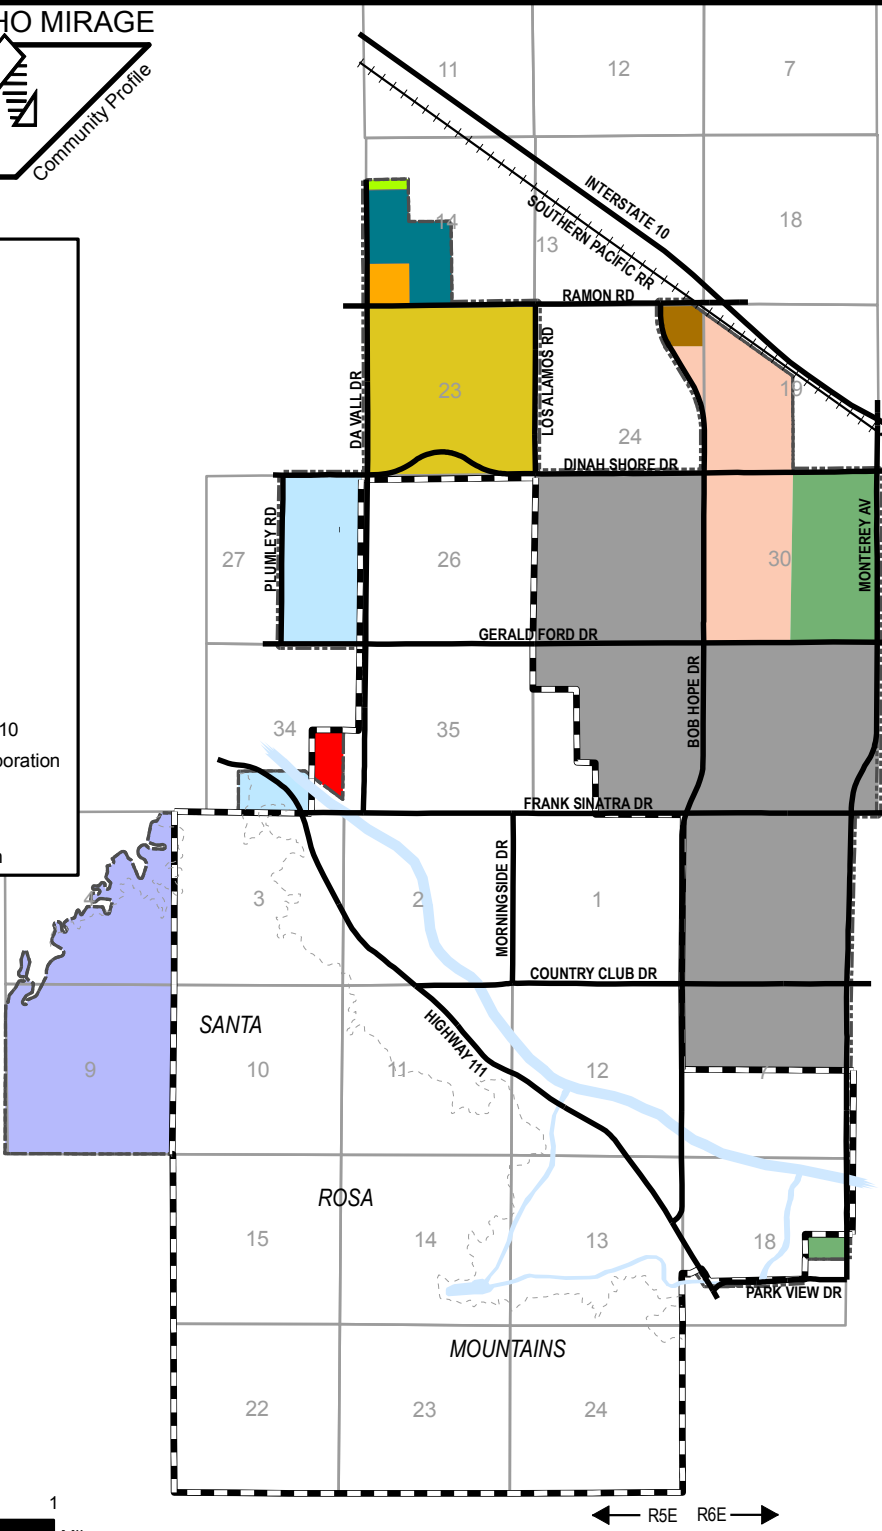 HO MIRAGE
Community Profile
11
12
7
INTERSTATE 10
SOUTHERN PACIFIC RR
14
13
18
RAMON RD
DA VALL DR
23
LOS ALAMOS RD
24
19
DINAH SHORE DR
PLUMLEY RD
27
26
30
MONTEREY AV
GERALD FORD DR
BOB HOPE DR
34
35
10
oration
FRANK SINATRA DR
4
3
2
MORNINGSIDE DR
1
COUNTRY CLUB DR
SANTA
HIGHWAY 111
9
10
11
12
7
ROSA
15
14
13
18
PARK VIEW DR
MOUNTAINS
22
23
24
1
R5E R6E